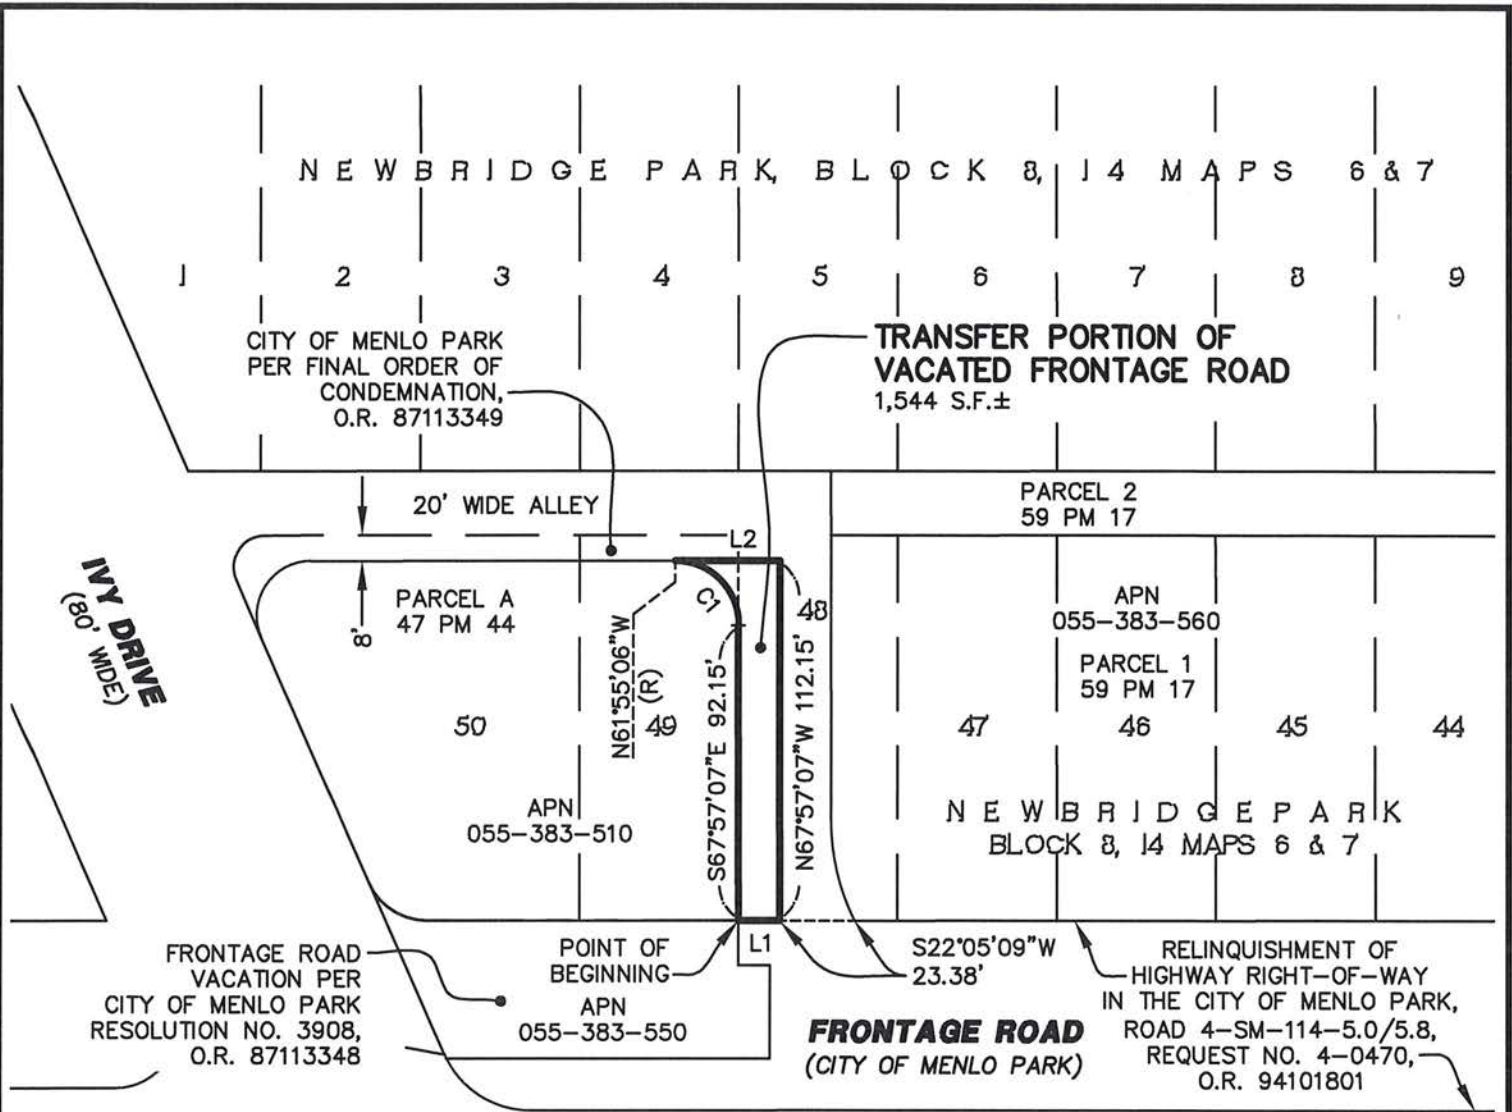 NEWBRIDGE PARK, BLOCK 8, 14 MAPS 6 & 7
1 2 3 4 5 6 7 8 9
CITY OF MENLO PARK
PER FINAL ORDER OF
CONDEMNATION,
O.R. 87113349
TRANSFER PORTION OF
VACATED FRONTAGE ROAD
1,544 S.F.±
20' WIDE ALLEY
PARCEL 2
59 PM 17
L2
IVY DRIVE
(80' WIDE)
8'
PARCEL A
47 PM 44
C1
48
N61°55'06"W
(R)
S67°57'07"E 92.15'
N67°57'07"W 112.15'
APN
055-383-560
PARCEL 1
59 PM 17
50 49 47 46 45 44
APN
055-383-510
NEWBRIDGE PARK
BLOCK 8, 14 MAPS 6 & 7
L1
FRONTAGE ROAD
VACATION PER
CITY OF MENLO PARK
RESOLUTION NO. 3908,
O.R. 87113348
POINT OF
BEGINNING
APN
055-383-550
S22°05'09"W
23.38'
FRONTAGE ROAD
(CITY OF MENLO PARK)
RELINQUISHMENT OF
HIGHWAY RIGHT-OF-WAY
IN THE CITY OF MENLO PARK,
ROAD 4-SM-114-5.0/5.8,
REQUEST NO. 4-0470,
O.R. 94101801